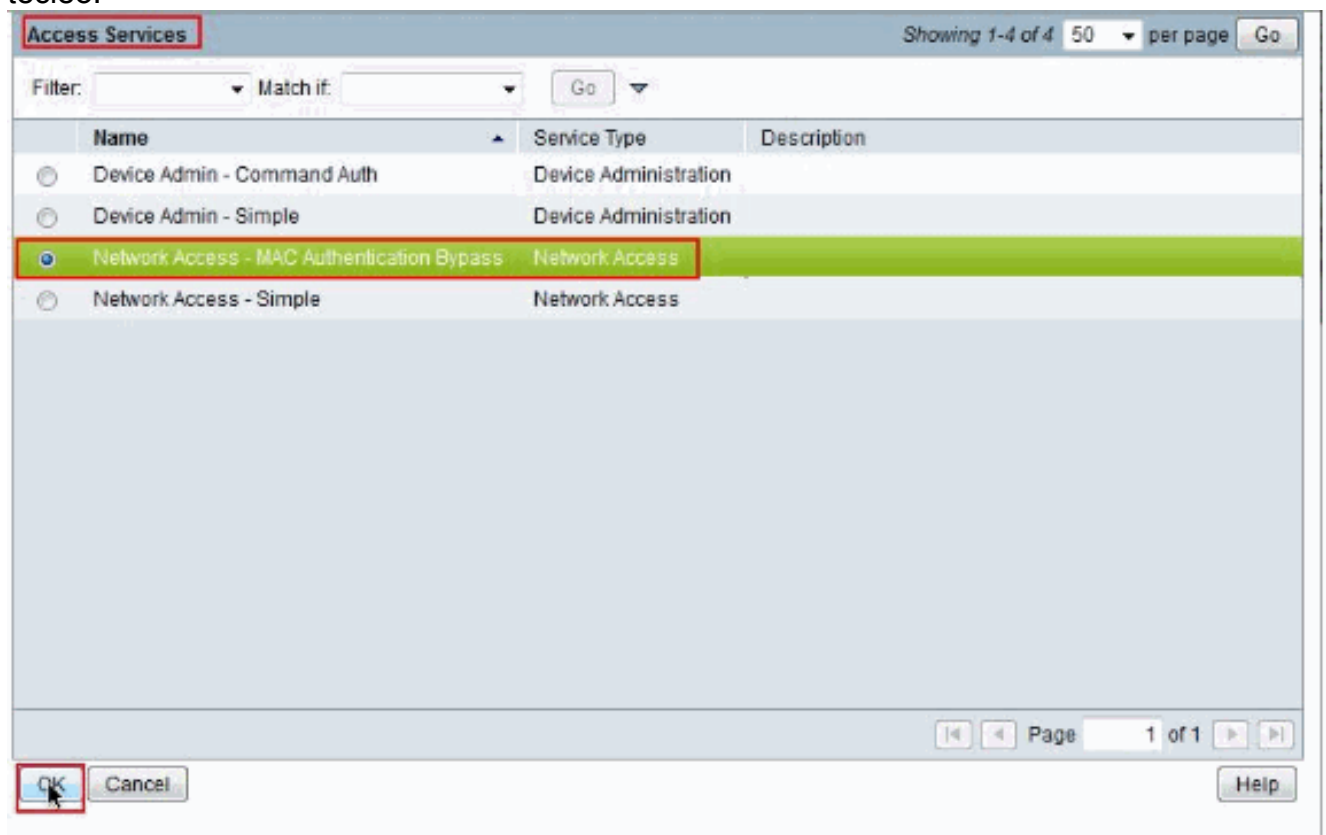 Access Services Showing 1-4 of 4 50 per page Go
Filter: Match if: Go
Name Service Type Description
Device Admin - Command Auth Device Administration
Device Admin - Simple Device Administration
Network Access - MAC Authentication Bypass Network Access
Network Access - Simple Network Access
Page 1 of 1
OK Cancel Help